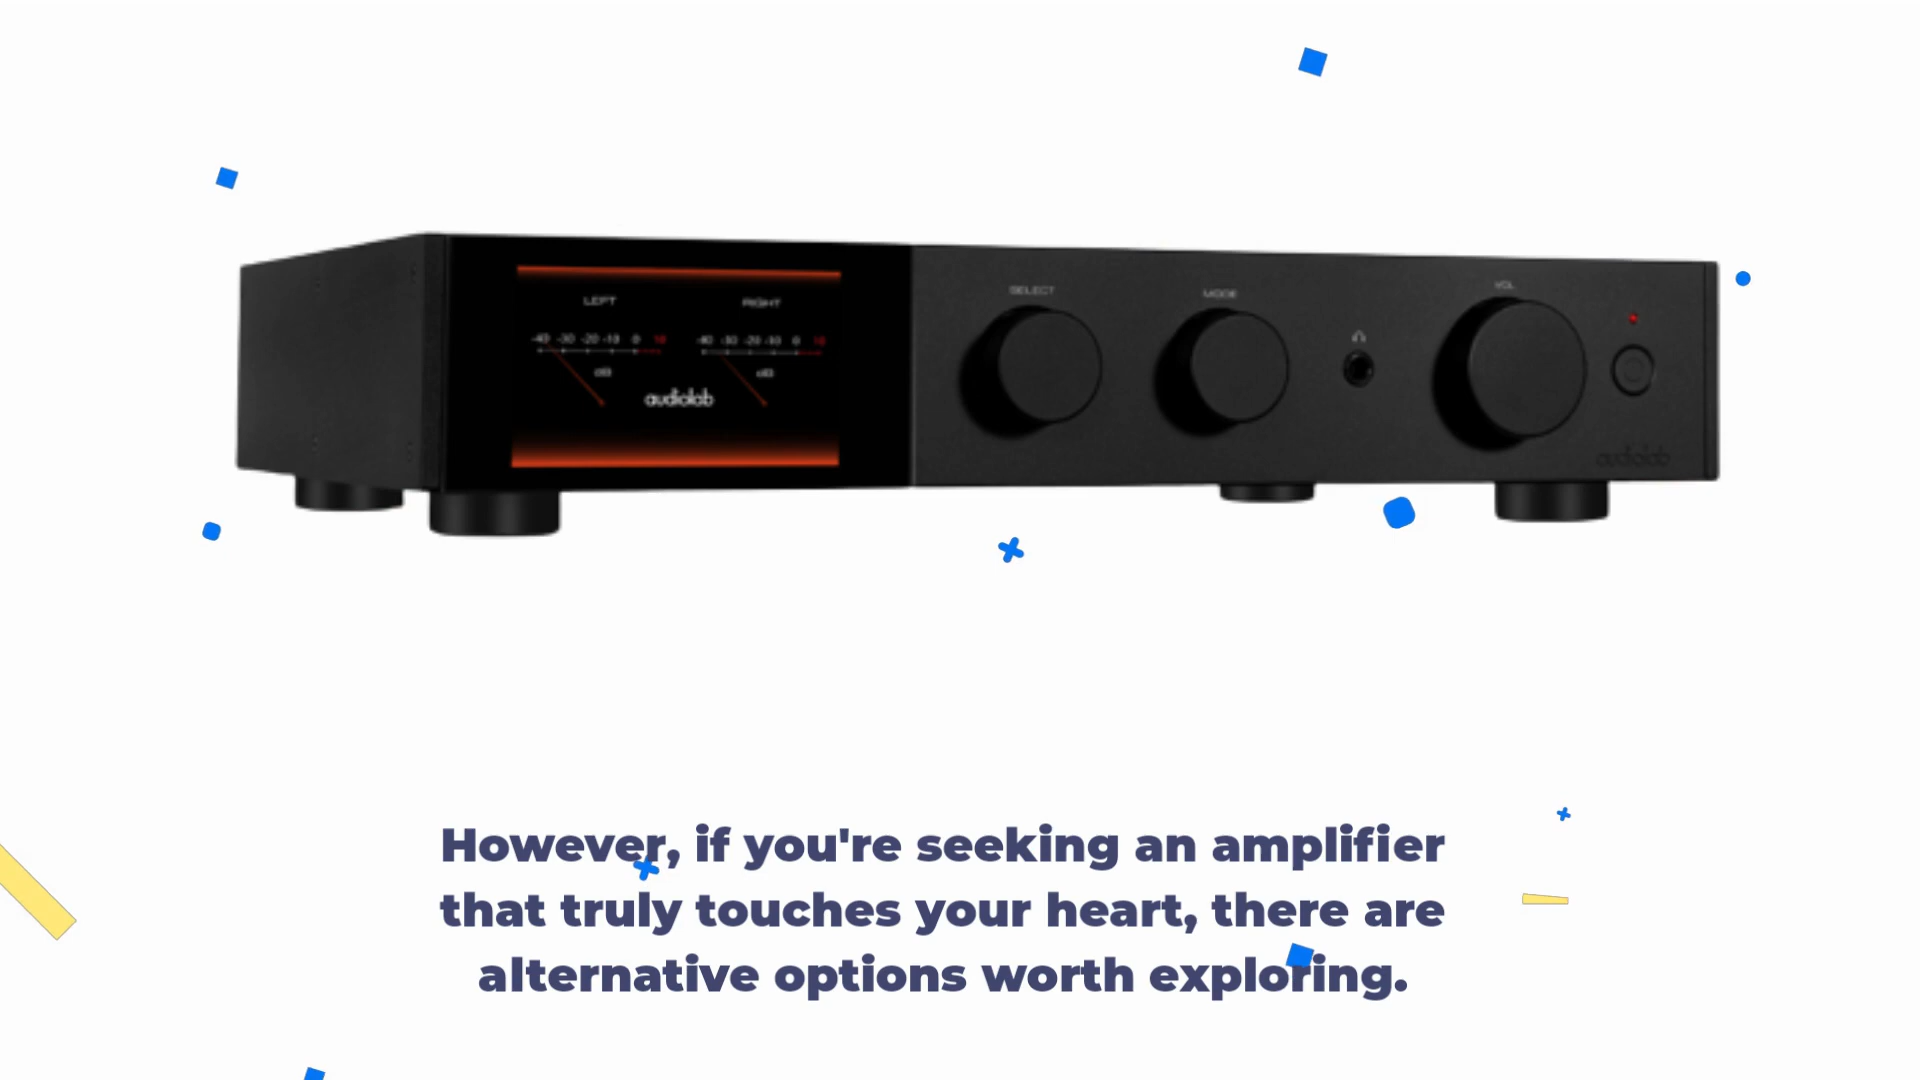 LEFT RIGHT
-40 -30 -20 -10 0 10 -40 -30 -20 -10 0 10
dB dB
audiolab
SELECT
MODE
VOL
audiolab
However, if you're seeking an amplifier
that truly touches your heart, there are
alternative options worth exploring.